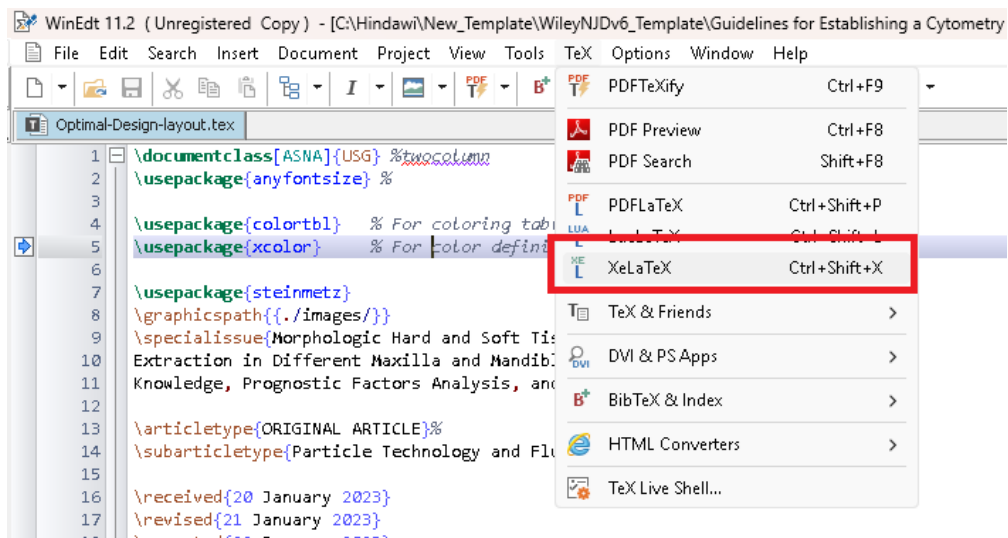 WinEdt 11.2 ( Unregistered Copy ) - [C:\Hindawi\New_Template\WileyNJDv6_Template\Guidelines for Establishing a Cytometry
File Edit Search Insert Document Project View Tools TeX Options Window Help
Optimal-Design-layout.tex
1 \documentclass[ASNA]{USG} %twocolumn
2 \usepackage{anyfontsize} %
3
4 \usepackage{colortbl} % For coloring tab
5 \usepackage{xcolor} % For color defini
6
7 \usepackage{steinmetz}
8 \graphicspath{{./images/}}
9 \specialissue{Morphologic Hard and Soft Tis
10 Extraction in Different Maxilla and Mandib
11 Knowledge, Prognostic Factors Analysis, and
12
13 \articletype{ORIGINAL ARTICLE}%
14 \subarticletype{Particle Technology and Flu
15
16 \received{20 January 2023}
17 \revised{21 January 2023}
PDFTeXify Ctrl+F9
PDF Preview Ctrl+F8
PDF Search Shift+F8
PDFLaTeX Ctrl+Shift+P
XeLaTeX Ctrl+Shift+X
TeX & Friends
DVI & PS Apps
BibTeX & Index
HTML Converters
TeX Live Shell...